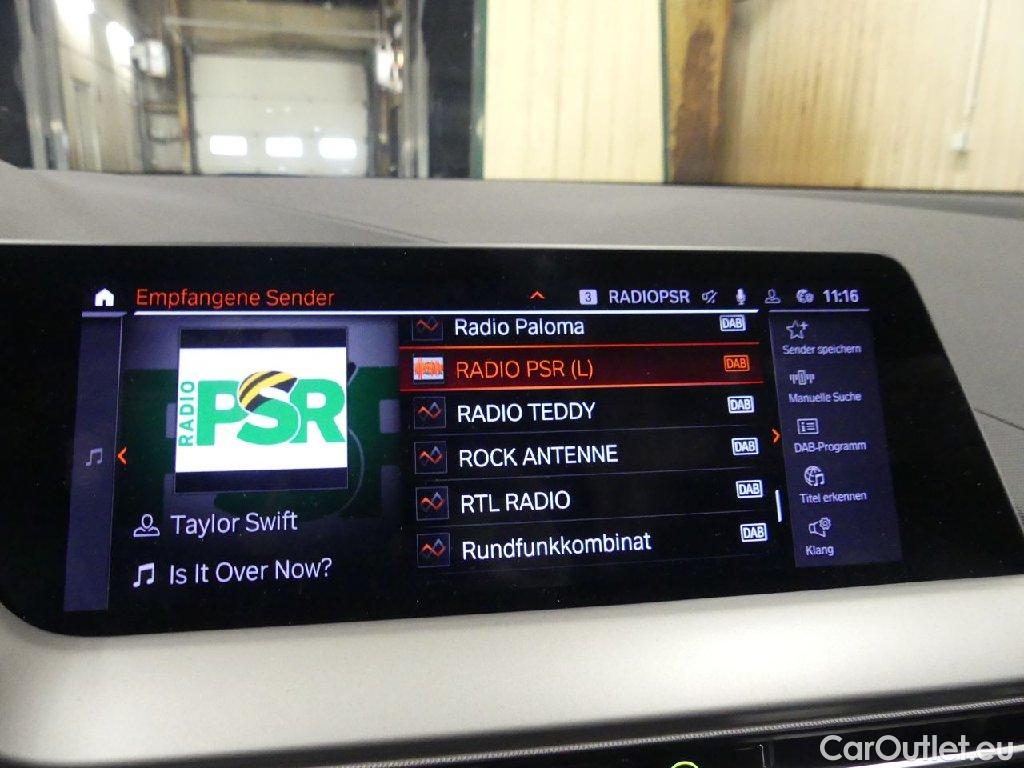 Empfangene Sender
3 RADIOPSR 11:16
RADIO
PSR
Taylor Swift
Is It Over Now?
Radio Paloma DAB
RADIO PSR (L) DAB
RADIO TEDDY DAB
ROCK ANTENNE DAB
RTL RADIO DAB
Rundfunkkombinat DAB
Sender speichern
Manuelle Suche
DAB-Programm
Titel erkennen
Klang
CarOutlet.eu